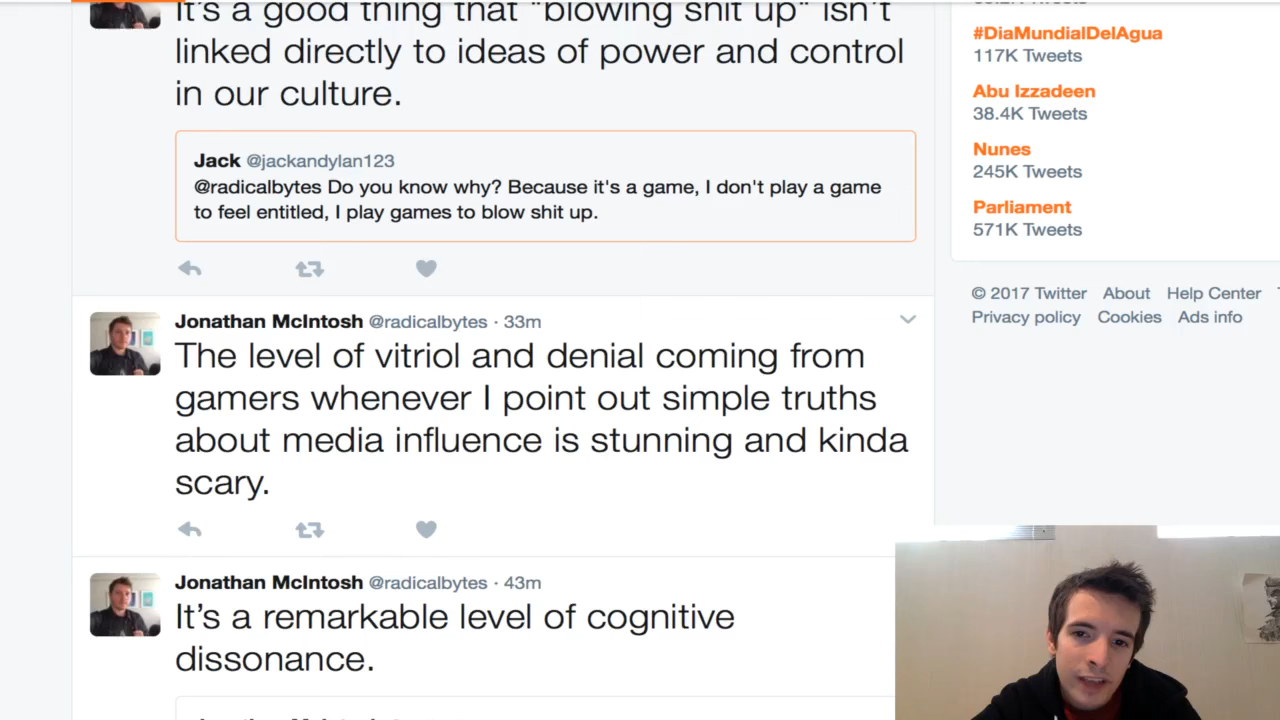 It's a good thing that "blowing shit up" isn't
linked directly to ideas of power and control
in our culture.
Jack @jackandylan123
@radicalbytes Do you know why? Because it's a game, I don't play a game
to feel entitled, I play games to blow shit up.
Jonathan McIntosh @radicalbytes · 33m
The level of vitriol and denial coming from
gamers whenever I point out simple truths
about media influence is stunning and kinda
scary.
Jonathan McIntosh @radicalbytes · 43m
It's a remarkable level of cognitive
dissonance.
#DiaMundialDelAgua
117K Tweets
Abu Izzadeen
38.4K Tweets
Nunes
245K Tweets
Parliament
571K Tweets
© 2017 Twitter About Help Center
Privacy policy Cookies Ads info